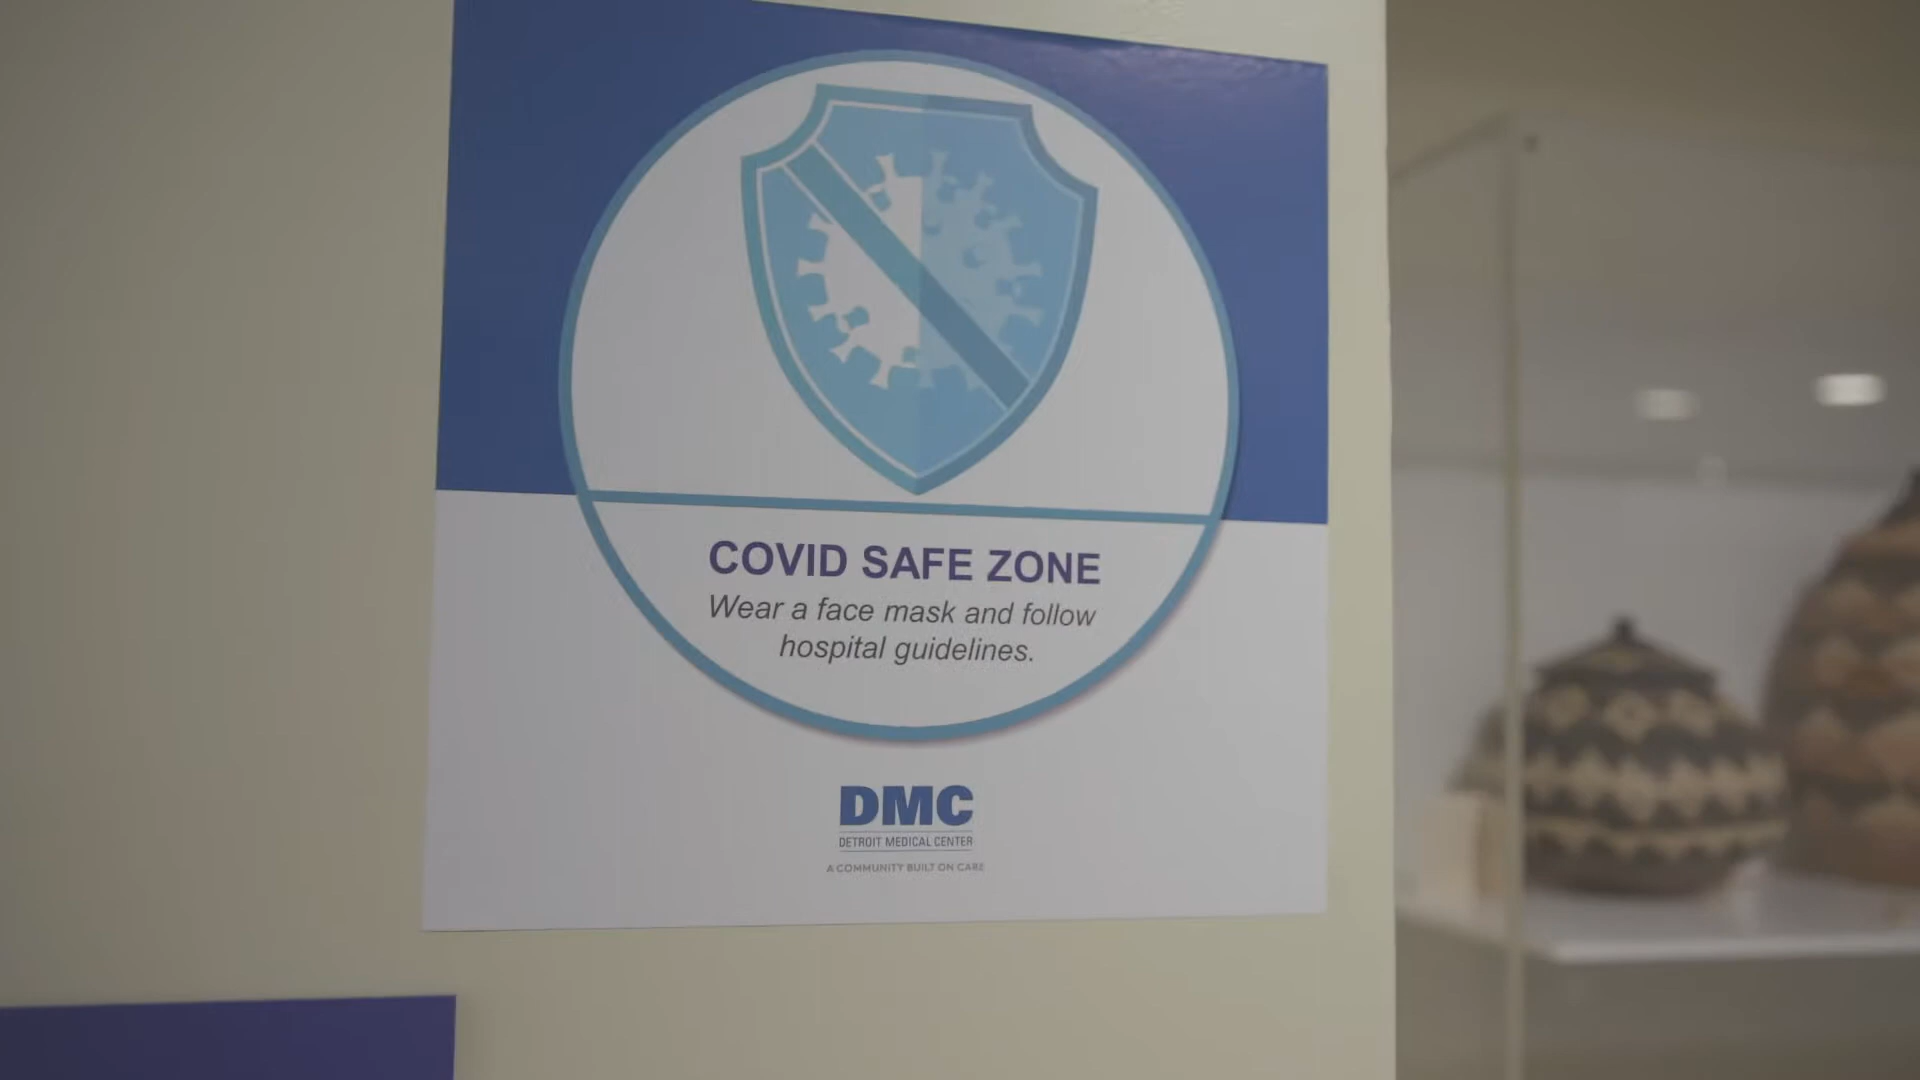 COVID SAFE ZONE
Wear a face mask and follow
hospital guidelines.
DMC
DETROIT MEDICAL CENTER
A COMMUNITY BUILT ON CARE